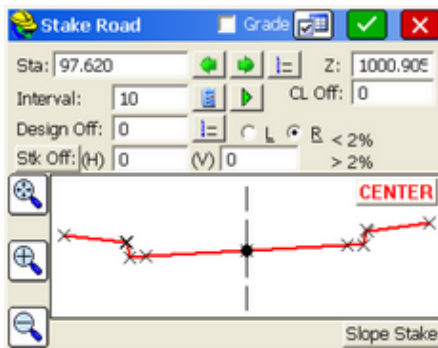 Stake Road Grade
Sta: 97.620 Z: 1000.905
Interval: 10 CL Off: 0
Design Off: 0 L R < 2%
Stk Off: (H) 0 (V) 0 > 2%
CENTER
Slope Stake